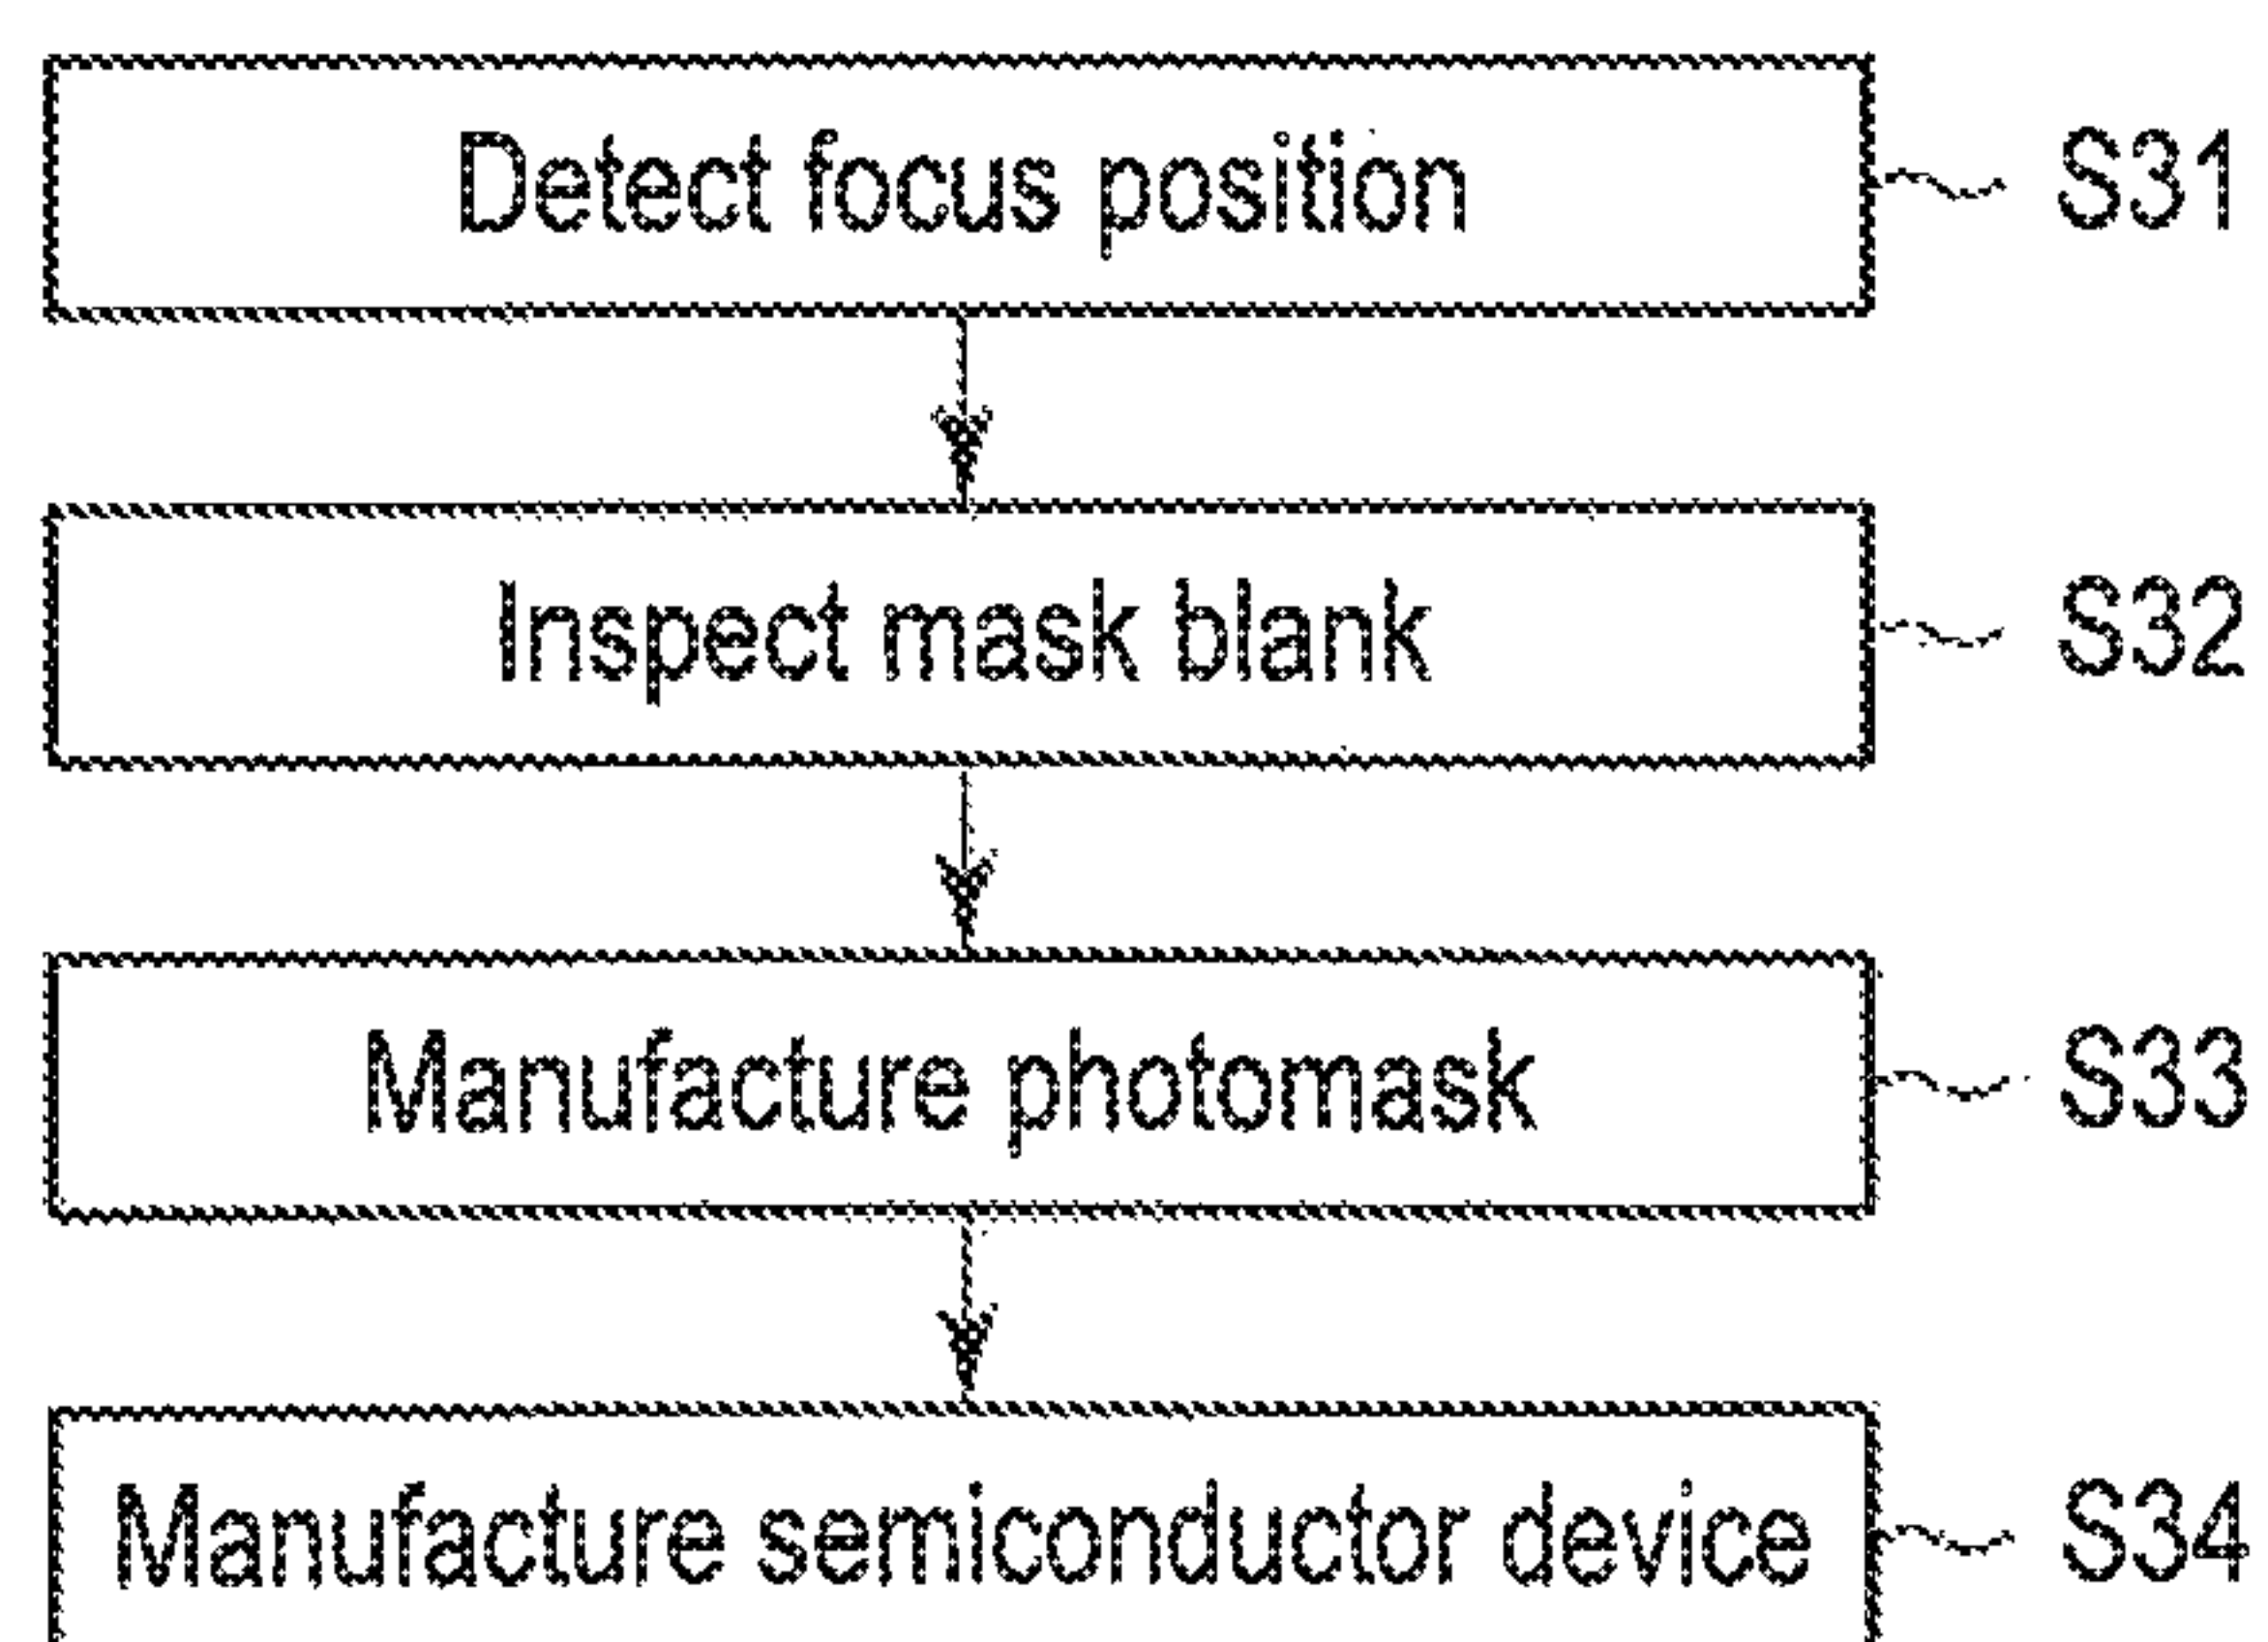 Detect focus position S31
Inspect mask blank S32
Manufacture photomask S33
Manufacture semiconductor device S34